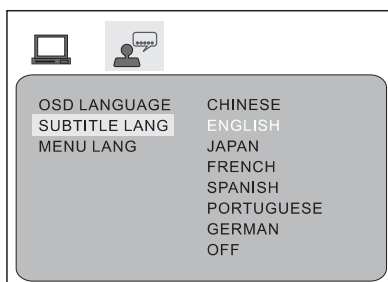 OSD LANGUAGE CHINESE
SUBTITLE LANG ENGLISH
MENU LANG JAPAN
FRENCH
SPANISH
PORTUGUESE
GERMAN
OFF